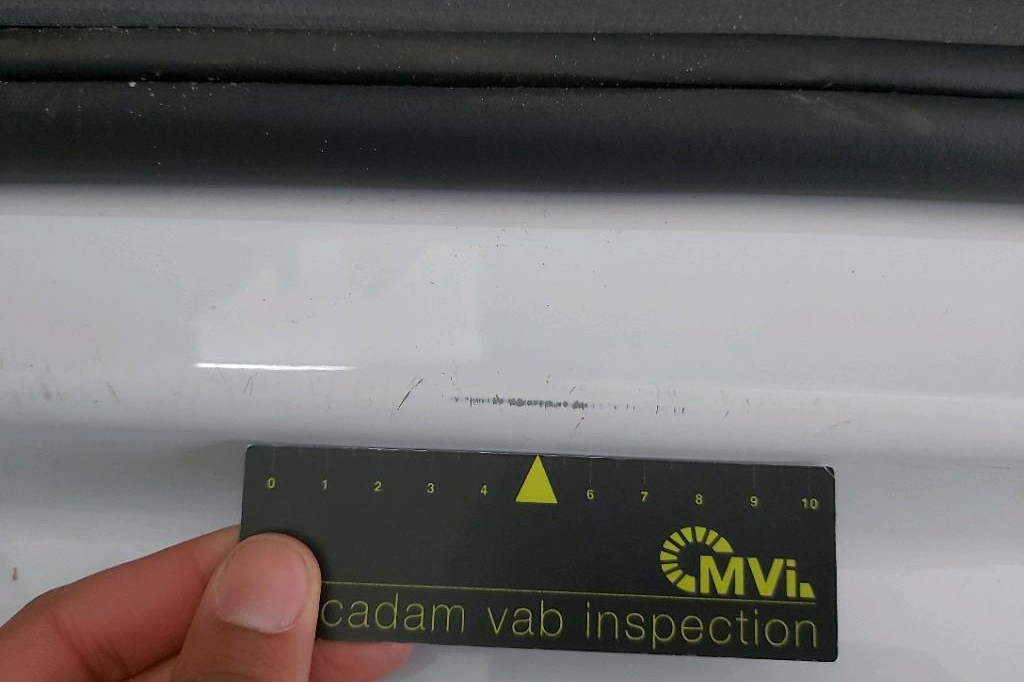 0 1 2 3 4 6 7 8 9 10
MVi
cadam vab inspection